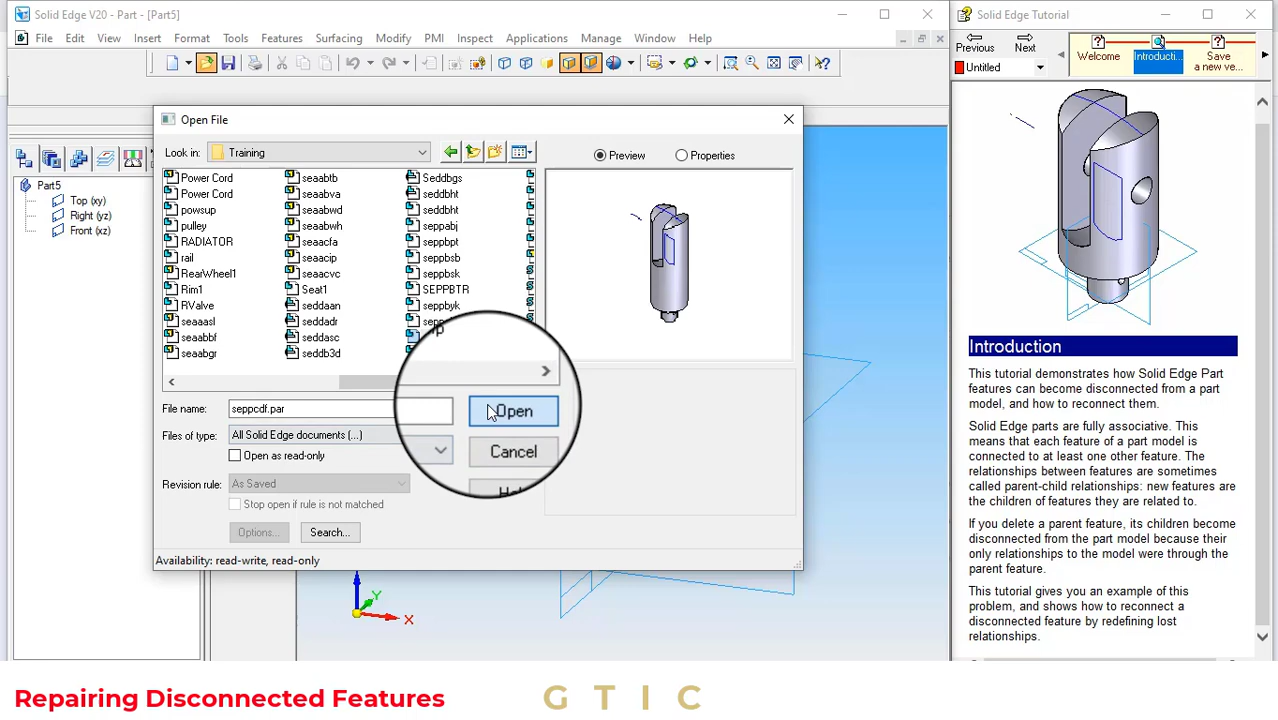 Solid Edge V20 - Part - [Part5]
File Edit View Insert Format Tools Features Surfacing Modify PMI Inspect Applications Manage Window Help
Part5
Top (xy)
Right (yz)
Front (xz)
Open File
Look in: Training
Preview Properties
Power Cord seaabtb Seddbgs
Power Cord seaabva seddbht
powsup seaabwd seddbht
pulley seaabwh seppabj
RADIATOR seaacfa seppbpt
rail seaacip seppbsb
RearWheel1 seaacvc seppbsk
Rim1 Seat1 SEPPBTR
RValve seddaan seppbyk
seaaasl seddadr
seaabbf seddasc
seaabgr seddb3d
File name: seppcdf.par Open
Files of type: All Solid Edge documents (...) Cancel
Open as read-only
Revision rule: As Saved
Stop open if rule is not matched
Options... Search...
Availability: read-write, read-only
X
Y
Solid Edge Tutorial
Previous Next
Untitled
Welcome Introducti... Save
a new ve...
Introduction
This tutorial demonstrates how Solid Edge Part
features can become disconnected from a part
model, and how to reconnect them.
Solid Edge parts are fully associative. This
means that each feature of a part model is
connected to at least one other feature. The
relationships between features are sometimes
called parent-child relationships: new features are
the children of features they are related to.
If you delete a parent feature, its children become
disconnected from the part model because their
only relationships to the model were through the
parent feature.
This tutorial gives you an example of this
problem, and shows how to reconnect a
disconnected feature by redefining lost
relationships.
Repairing Disconnected Features
G T I C